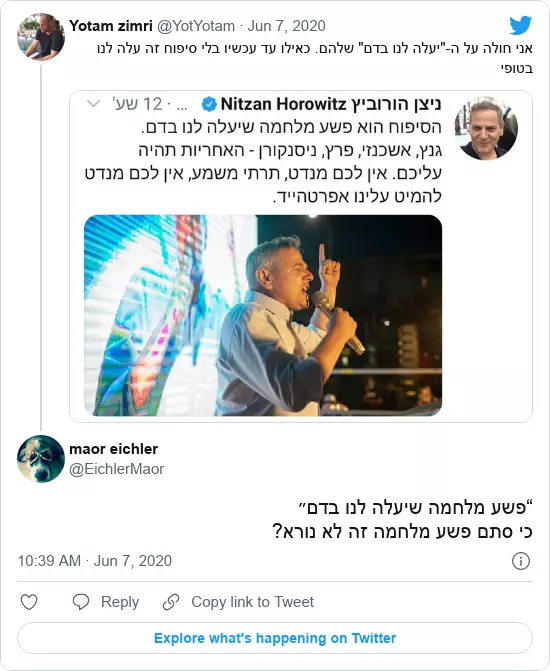 Yotam zimri @YotYotam · Jun 7, 2020
אני חולה על ה-"יעלה לנו בדם" שלהם. כאילו עד עכשיו בלי סיפוח זה עלה לנו
בטופי
ניצן הורוביץ Nitzan Horowitz ... · 12 שע'
הסיפוח הוא פשע מלחמה שיעלה לנו בדם.
גנץ, אשכנזי, פרץ, ניסנקורן - האחריות תהיה
עליכם. אין לכם מנדט, תרתי משמע, אין לכם מנדט
להמיט עלינו אפרטהייד.
maor eichler
@EichlerMaor
“פשע מלחמה שיעלה לנו בדם״
כי סתם פשע מלחמה זה לא נורא?
10:39 AM · Jun 7, 2020
Reply
Copy link to Tweet
Explore what's happening on Twitter